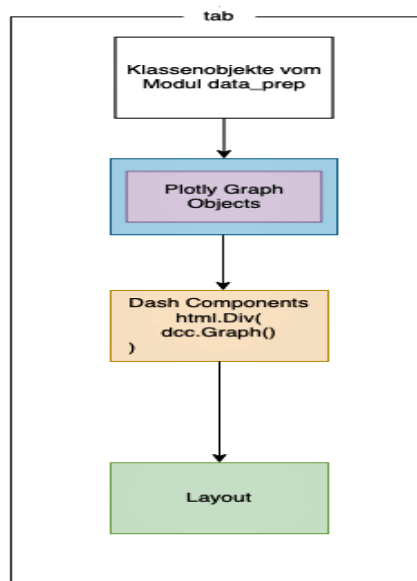 tab
Klassenobjekte vom
Modul data_prep
Plotly Graph
Objects
Dash Components
html.Div(
dcc.Graph()
)
Layout